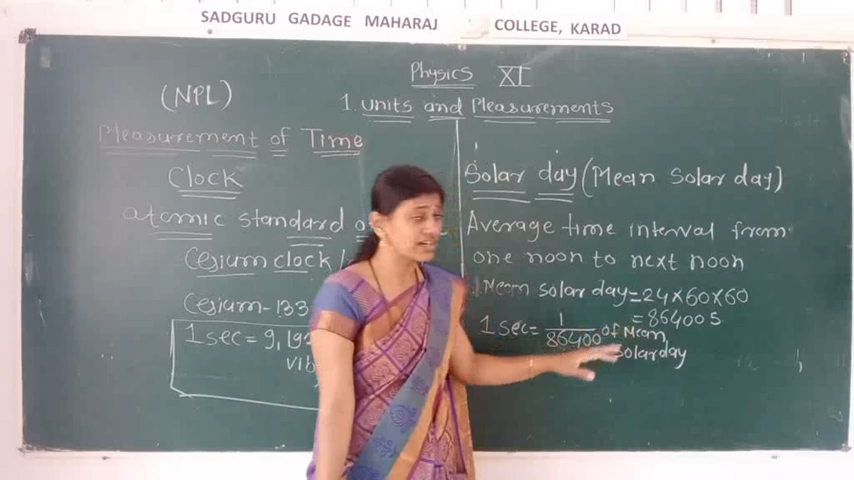 SADGURU GADAGE MAHARAJ COLLEGE, KARAD
Physics XI
1. Units and Measurements
(NPL)
Measurement of Time
Clock
atomic standard
Cesium clock /
Cesium-133
1 sec = 9,19
vib
Solar day (Mean solar day)
Average time interval from
one noon to next noon
Mean solar day = 24×60×60
= 86400 s
1 sec = 1/86400 of Mean
solar day